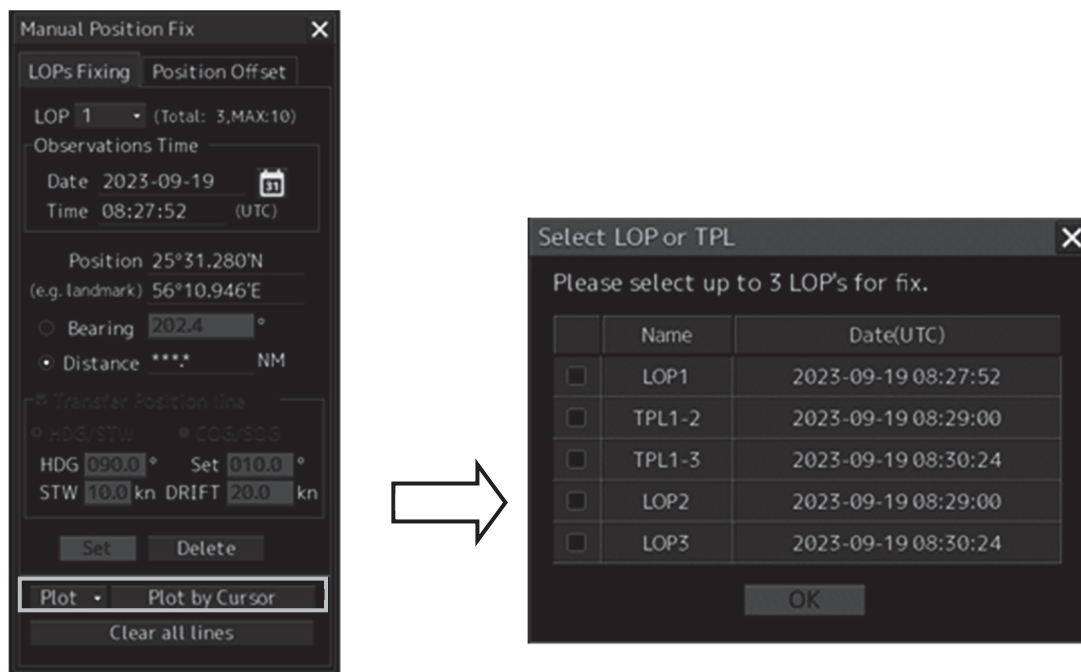 Manual Position Fix
LOPs Fixing Position Offset
LOP 1 (Total: 3,MAX:10)
Observations Time
Date 2023-09-19 31
Time 08:27:52 (UTC)
Position 25°31.280'N
(e.g. landmark) 56°10.946'E
Bearing 202.4 °
Distance ***.* NM
Transfer Position line
HDG/STW COG/SOG
HDG 090.0 ° Set 010.0 °
STW 10.0 kn DRIFT 20.0 kn
Set Delete
Plot Plot by Cursor
Clear all lines
Select LOP or TPL
Please select up to 3 LOP's for fix.
Name Date(UTC)
LOP1 2023-09-19 08:27:52
TPL1-2 2023-09-19 08:29:00
TPL1-3 2023-09-19 08:30:24
LOP2 2023-09-19 08:29:00
LOP3 2023-09-19 08:30:24
OK